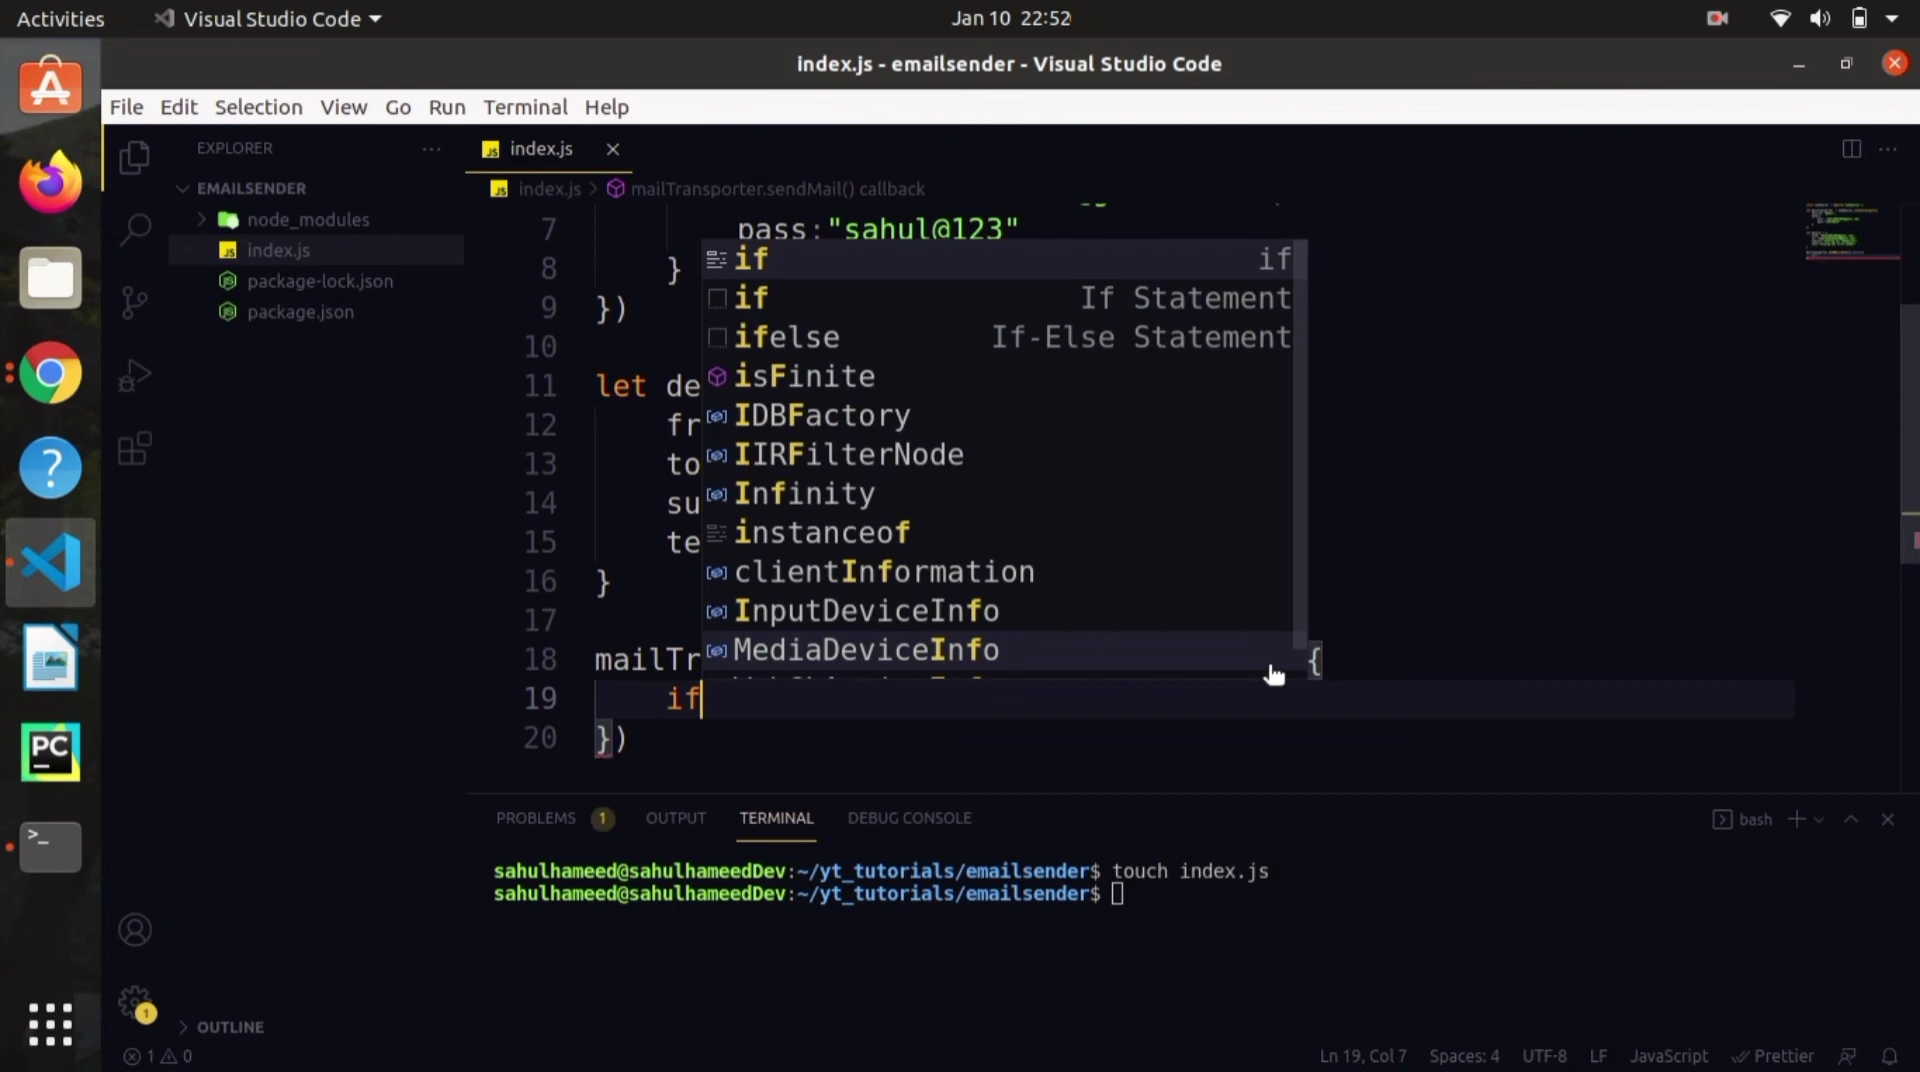 Activities
Visual Studio Code
Jan 10 22:52
index.js - emailsender - Visual Studio Code
File Edit Selection View Go Run Terminal Help
EXPLORER
index.js
EMAILSENDER
index.js > mailTransporter.sendMail() callback
node_modules
index.js
package-lock.json
package.json
7 pass:"sahul@123"
8 }
9 })
10
11 let de
12 fr
13 to
14 su
15 te
16 }
17
18 mailTr {
19 if
20 })
if if
if If Statement
ifelse If-Else Statement
isFinite
IDBFactory
IIRFilterNode
Infinity
instanceof
clientInformation
InputDeviceInfo
MediaDeviceInfo
PROBLEMS 1 OUTPUT TERMINAL DEBUG CONSOLE
bash
sahulhameed@sahulhameedDev:~/yt_tutorials/emailsender$ touch index.js
sahulhameed@sahulhameedDev:~/yt_tutorials/emailsender$
PC
1
OUTLINE
1 0
Ln 19, Col 7 Spaces: 4 UTF-8 LF JavaScript Prettier